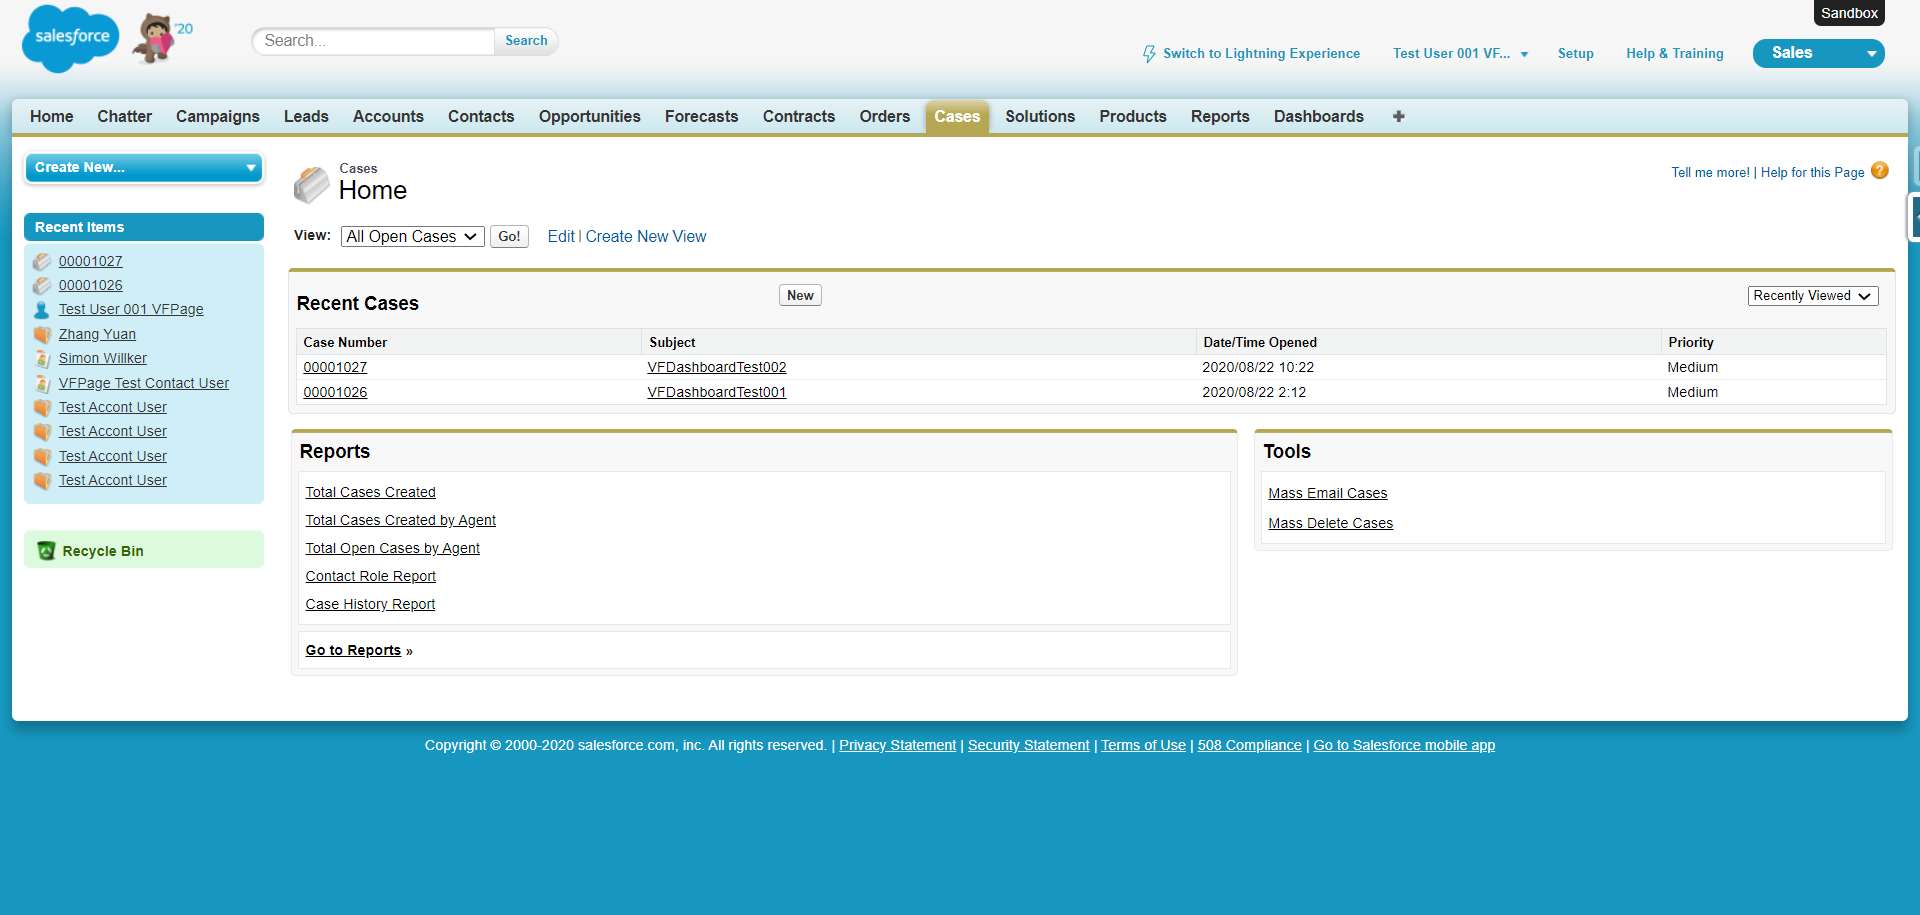 salesforce
'20
Search...
Search
Sandbox
Switch to Lightning Experience
Test User 001 VF...
Setup
Help & Training
Sales
Home Chatter Campaigns Leads Accounts Contacts Opportunities Forecasts Contracts Orders Cases Solutions Products Reports Dashboards +
Create New...
Recent Items
00001027
00001026
Test User 001 VFPage
Zhang Yuan
Simon Willker
VFPage Test Contact User
Test Accont User
Test Accont User
Test Accont User
Test Accont User
Recycle Bin
Cases
Home
Tell me more! | Help for this Page ?
View: All Open Cases Go! Edit | Create New View
Recent Cases
New
Recently Viewed
Case Number Subject Date/Time Opened Priority
00001027 VFDashboardTest002 2020/08/22 10:22 Medium
00001026 VFDashboardTest001 2020/08/22 2:12 Medium
Reports
Total Cases Created
Total Cases Created by Agent
Total Open Cases by Agent
Contact Role Report
Case History Report
Go to Reports »
Tools
Mass Email Cases
Mass Delete Cases
Copyright © 2000-2020 salesforce.com, inc. All rights reserved. | Privacy Statement | Security Statement | Terms of Use | 508 Compliance | Go to Salesforce mobile app